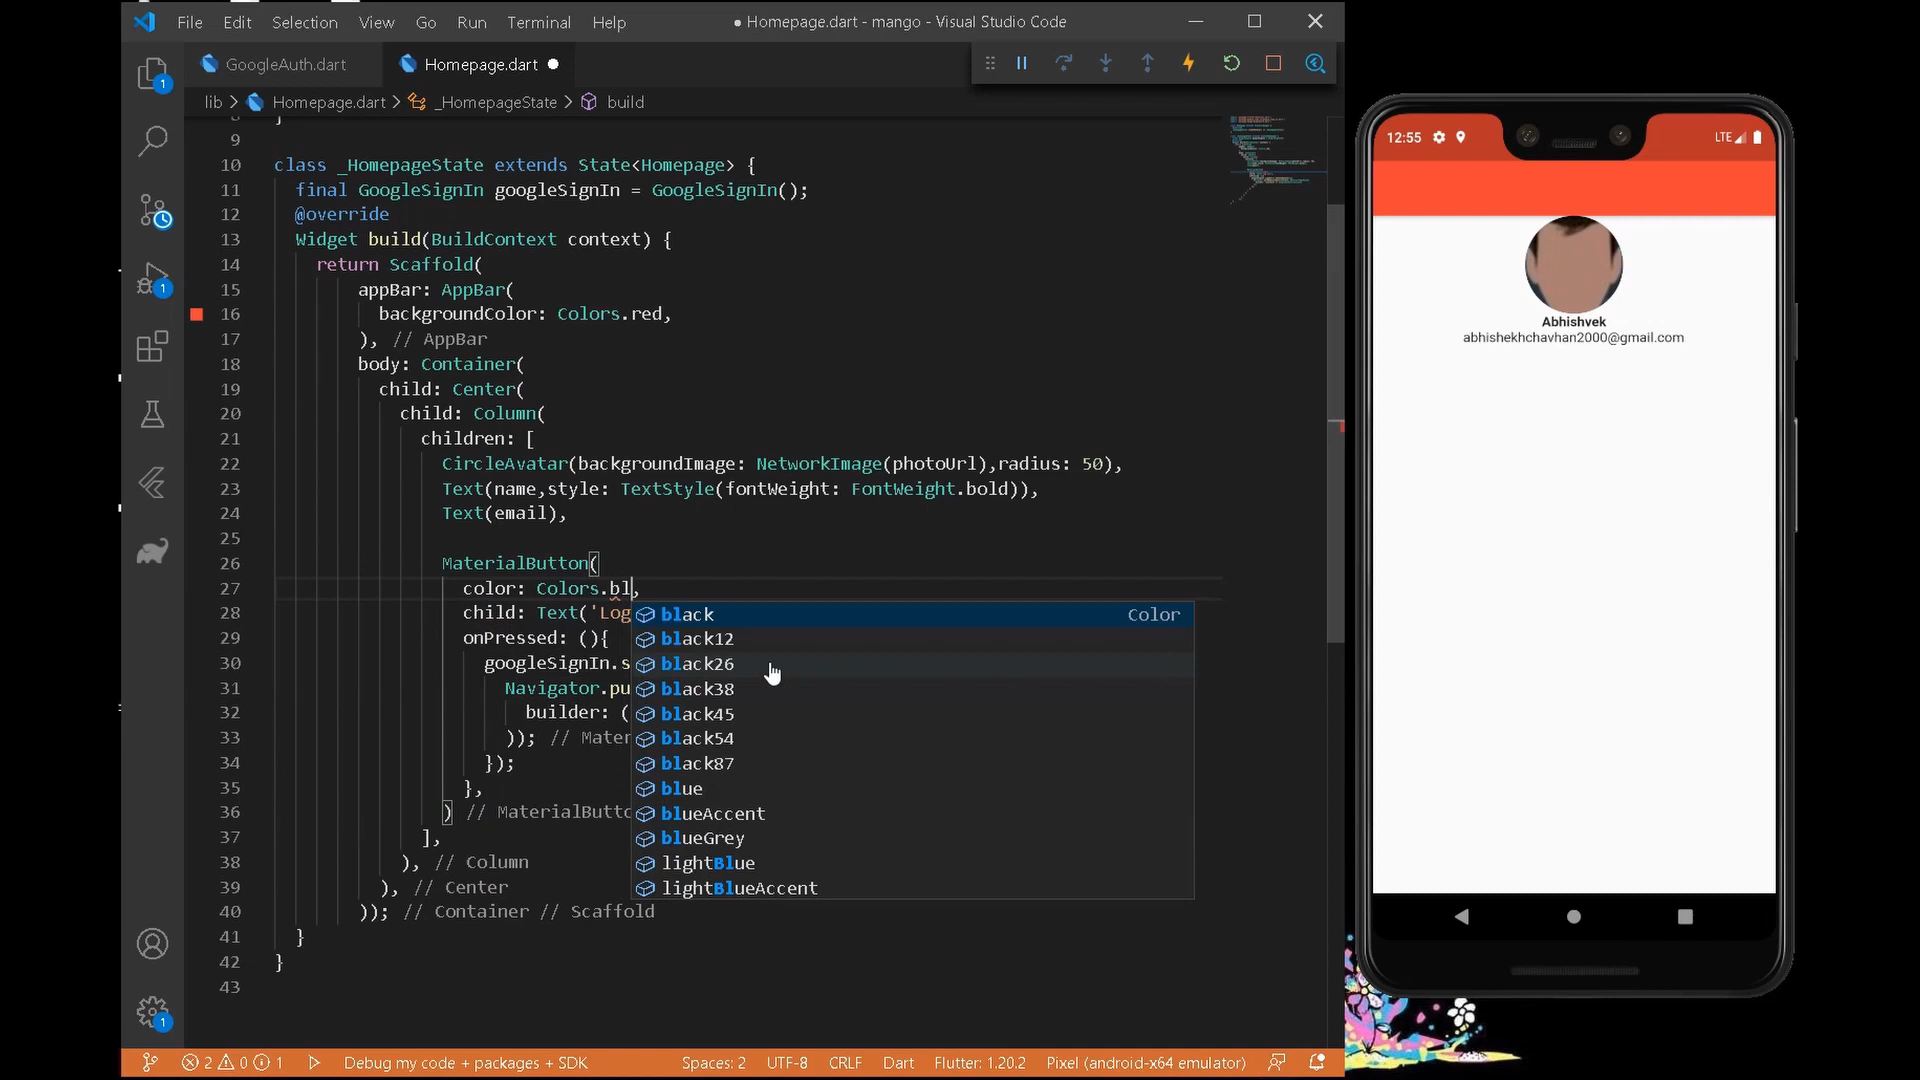 File Edit Selection View Go Run Terminal Help ● Homepage.dart - mango - Visual Studio Code
GoogleAuth.dart Homepage.dart
lib > Homepage.dart > _HomepageState > build
9
10 class _HomepageState extends State<Homepage> {
11 final GoogleSignIn googleSignIn = GoogleSignIn();
12 @override
13 Widget build(BuildContext context) {
14 return Scaffold(
15 appBar: AppBar(
16 backgroundColor: Colors.red,
17 ), // AppBar
18 body: Container(
19 child: Center(
20 child: Column(
21 children: [
22 CircleAvatar(backgroundImage: NetworkImage(photoUrl),radius: 50),
23 Text(name,style: TextStyle(fontWeight: FontWeight.bold)),
24 Text(email),
25
26 MaterialButton(
27 color: Colors.bl,
28 child: Text('Log
29 onPressed: (){
30 googleSignIn.s
31 Navigator.pu
32 builder: (
33 )); // Mater
34 });
35 },
36 ) // MaterialButto
37 ],
38 ), // Column
39 ), // Center
40 )); // Container // Scaffold
41 }
42 }
43
black Color
black12
black26
black38
black45
black54
black87
blue
blueAccent
blueGrey
lightBlue
lightBlueAccent
1
1
1
2 0 1 Debug my code + packages + SDK Spaces: 2 UTF-8 CRLF Dart Flutter: 1.20.2 Pixel (android-x64 emulator)
12:55 LTE
Abhishvek
abhishekhchavhan2000@gmail.com